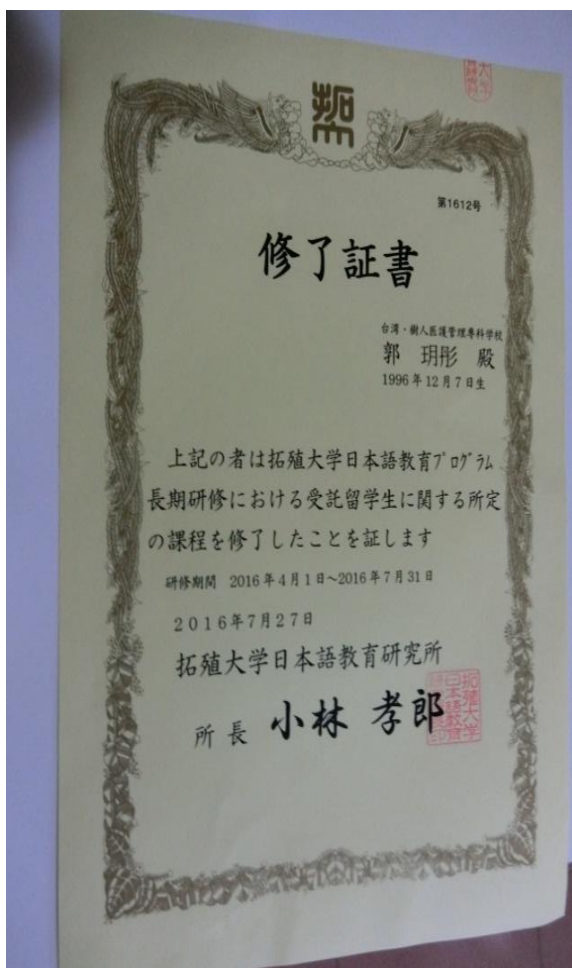 拓
第1612号
修了証書
台湾・樹人医護管理専科学校
郭 玥彤 殿
1996年12月7日生
上記の者は拓殖大学日本語教育プログラム
長期研修における受託留学生に関する所定
の課程を修了したことを証します
研修期間 2016年4月1日~2016年7月31日
2016年7月27日
拓殖大学日本語教育研究所
所長 小林 孝郎